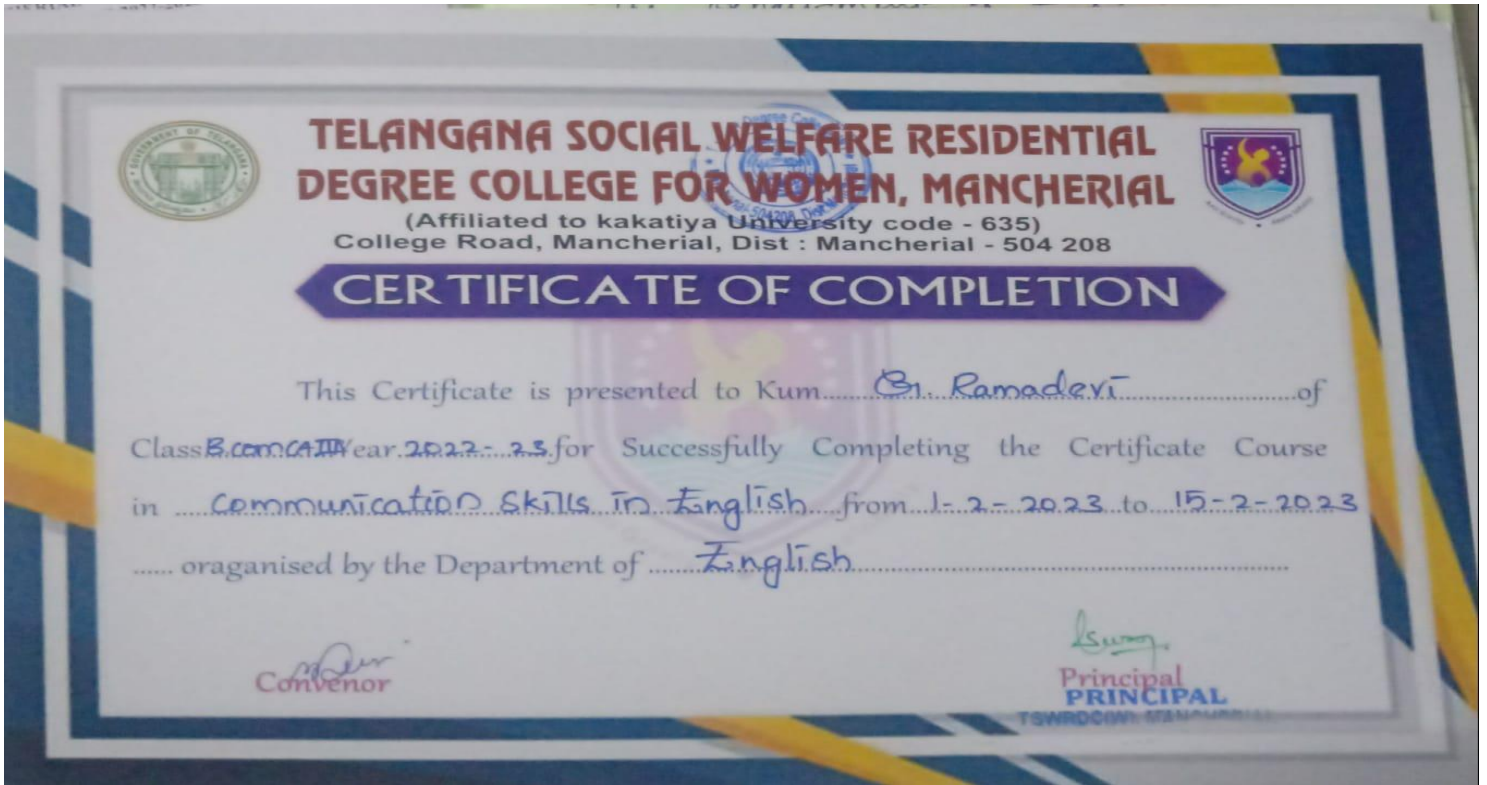 TELANGANA SOCIAL WELFARE RESIDENTIAL
DEGREE COLLEGE FOR WOMEN, MANCHERIAL
(Affiliated to kakatiya University code - 635)
College Road, Mancherial, Dist : Mancherial - 504 208
CERTIFICATE OF COMPLETION
This Certificate is presented to Kum....... G. Ramadevi ..........................of
Class B.com CA III Year.2022-23.for Successfully Completing the Certificate Course
in ....Communication Skills in English....from...1-2-2023..to...15-2-2023
...... oraganised by the Department of ........English............................................................
Convenor
Principal
PRINCIPAL